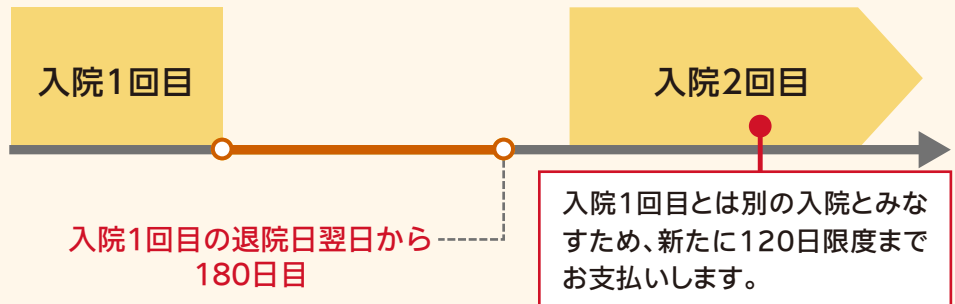 入院1回目
入院2回目
入院1回目の退院日翌日から
180日目
入院1回目とは別の入院とみな
すため、新たに120日限度まで
お支払いします。